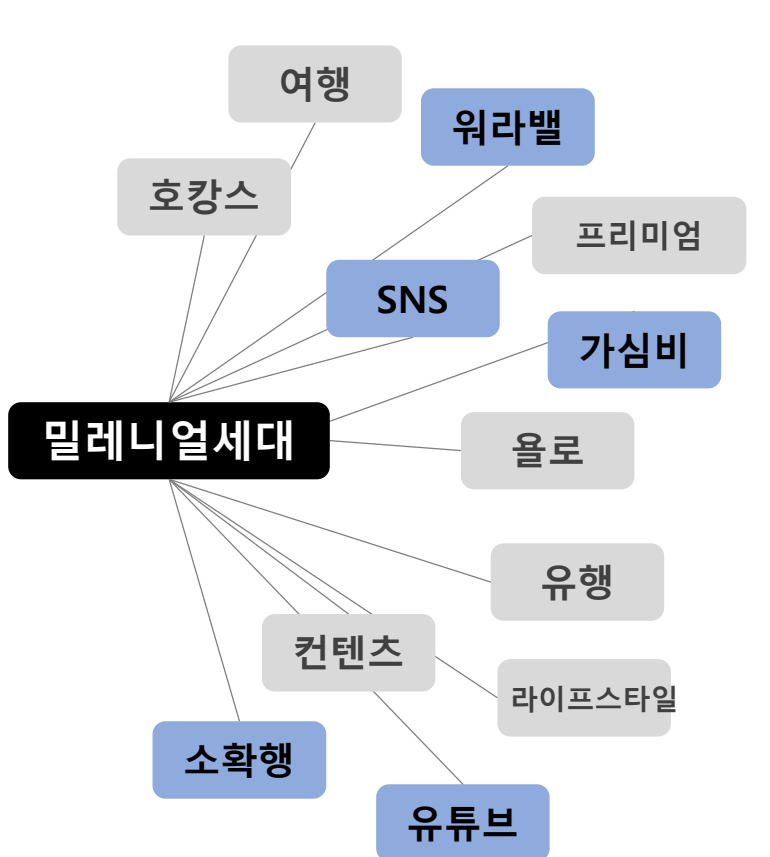 여행
워라밸
호캉스
프리미엄
SNS
가심비
밀레니얼세대
욜로
유행
컨텐츠
라이프스타일
소확행
유튜브